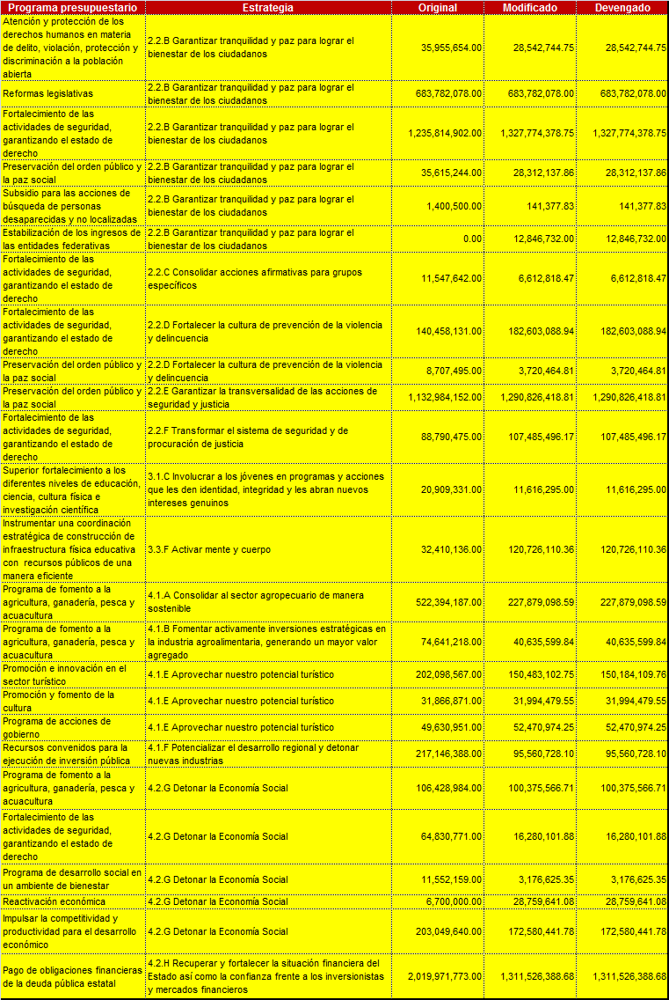 Programa presupuestario Estrategia Original Modificado Devengado
Atención y protección de los
derechos humanos en materia
de delito, violación, protección y
discriminación a la población
abierta
2.2.B Garantizar tranquilidad y paz para lograr el
bienestar de los ciudadanos
35,955,654.00 28,542,744.75 28,542,744.75
Reformas legislativas
2.2.B Garantizar tranquilidad y paz para lograr el
bienestar de los ciudadanos
683,782,078.00 683,782,078.00 683,782,078.00
Fortalecimiento de las
actividades de seguridad,
garantizando el estado de
derecho
2.2.B Garantizar tranquilidad y paz para lograr el
bienestar de los ciudadanos
1,235,814,902.00 1,327,774,378.75 1,327,774,378.75
Preservación del orden público y
la paz social
2.2.B Garantizar tranquilidad y paz para lograr el
bienestar de los ciudadanos
35,615,244.00 28,312,137.86 28,312,137.86
Subsidio para las acciones de
búsqueda de personas
desaparecidas y no localizadas
2.2.B Garantizar tranquilidad y paz para lograr el
bienestar de los ciudadanos
1,400,500.00 141,377.83 141,377.83
Estabilización de los ingresos de
las entidades federativas
2.2.B Garantizar tranquilidad y paz para lograr el
bienestar de los ciudadanos
0.00 12,846,732.00 12,846,732.00
Fortalecimiento de las
actividades de seguridad,
garantizando el estado de
derecho
2.2.C Consolidar acciones afirmativas para grupos
específicos
11,547,642.00 6,612,818.47 6,612,818.47
Fortalecimiento de las
actividades de seguridad,
garantizando el estado de
derecho
2.2.D Fortalecer la cultura de prevención de la violencia
y delincuencia
140,458,131.00 182,603,088.94 182,603,088.94
Preservación del orden público y
la paz social
2.2.D Fortalecer la cultura de prevención de la violencia
y delincuencia
8,707,495.00 3,720,464.81 3,720,464.81
Preservación del orden público y
la paz social
2.2.E Garantizar la transversalidad de las acciones de
seguridad y justicia
1,132,984,152.00 1,290,826,418.81 1,290,826,418.81
Fortalecimiento de las
actividades de seguridad,
garantizando el estado de
derecho
2.2.F Transformar el sistema de seguridad y de
procuración de justicia
88,790,475.00 107,485,496.17 107,485,496.17
Superior fortalecimiento a los
diferentes niveles de educación,
ciencia, cultura física e
investigación científica
3.1.C Involucrar a los jóvenes en programas y acciones
que les den identidad, integridad y les abran nuevos
intereses genuinos
20,909,331.00 11,616,295.00 11,616,295.00
Instrumentar una coordinación
estratégica de construcción de
infraestructura física educativa
con  recursos públicos de una
manera eficiente
3.3.F Activar mente y cuerpo
32,410,136.00 120,726,110.36 120,726,110.36
Programa de fomento a la
agricultura, ganadería, pesca y
acuacultura
4.1.A Consolidar al sector agropecuario de manera
sostenible
522,394,187.00 227,879,098.59 227,879,098.59
Programa de fomento a la
agricultura, ganadería, pesca y
acuacultura
4.1.B Fomentar activamente inversiones estratégicas en
la industria agroalimentaria, generando un mayor valor
agregado
74,641,218.00 40,635,599.84 40,635,599.84
Promoción e innovación en el
sector turístico
4.1.E Aprovechar nuestro potencial turístico
202,098,567.00 150,483,102.75 150,184,109.76
Promoción y fomento de la
cultura
4.1.E Aprovechar nuestro potencial turístico
31,866,871.00 31,994,479.55 31,994,479.55
Programa de acciones de
gobierno
4.1.E Aprovechar nuestro potencial turístico
49,630,951.00 52,470,974.25 52,470,974.25
Recursos convenidos para la
ejecución de inversión pública
4.1.F Potencializar el desarrollo regional y detonar
nuevas industrias
217,146,388.00 95,560,728.10 95,560,728.10
Programa de fomento a la
agricultura, ganadería, pesca y
acuacultura
4.2.G Detonar la Economía Social
106,428,984.00 100,375,566.71 100,375,566.71
Fortalecimiento de las
actividades de seguridad,
garantizando el estado de
derecho
4.2.G Detonar la Economía Social
64,830,771.00 16,280,101.88 16,280,101.88
Programa de desarrollo social en
un ambiente de bienestar
4.2.G Detonar la Economía Social
11,552,159.00 3,176,625.35 3,176,625.35
Reactivación económica
4.2.G Detonar la Economía Social
6,700,000.00 28,759,641.08 28,759,641.08
Impulsar la competitividad y
productividad para el desarrollo
económico
4.2.G Detonar la Economía Social
203,049,640.00 172,580,441.78 172,580,441.78
Pago de obligaciones financieras
de la deuda pública estatal
4.2.H Recuperar y fortalecer la situación financiera del
Estado así como la confianza frente a los inversionistas
y mercados financieros
2,019,971,773.00 1,311,526,388.68 1,311,526,388.68